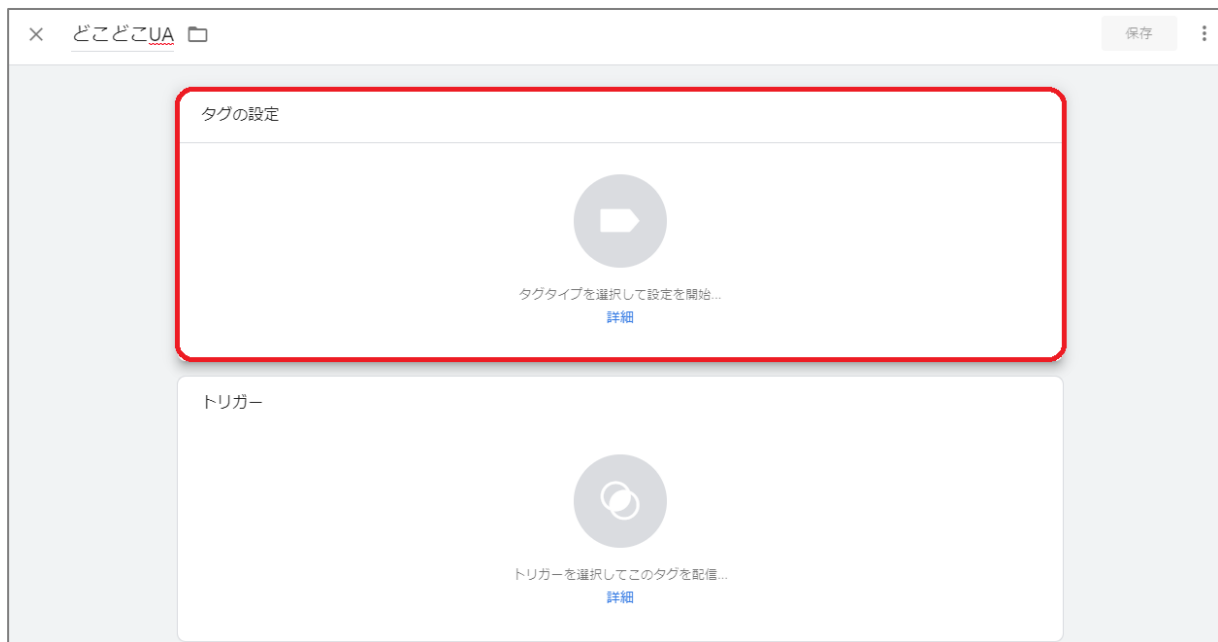 どこどこUA
保存
タグの設定
タグタイプを選択して設定を開始...
詳細
トリガー
トリガーを選択してこのタグを配信...
詳細